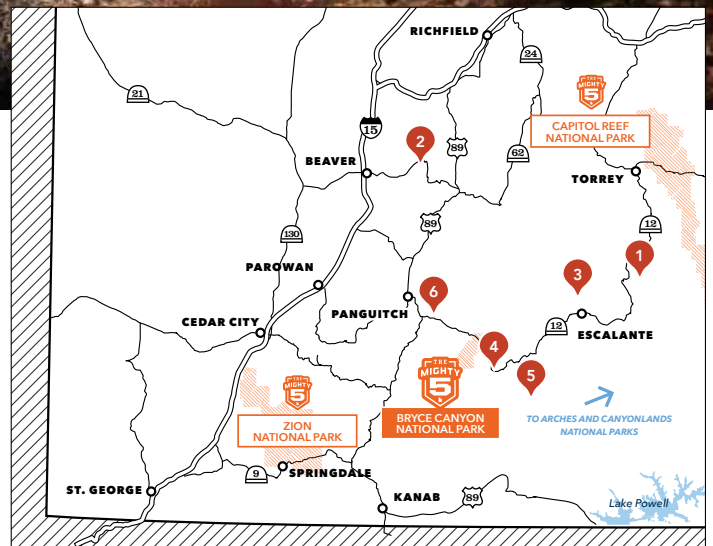 RICHFIELD
24
THE
MIGHTY
5
21
CAPITOL REEF
NATIONAL PARK
15
2
89
62
BEAVER
TORREY
12
89
130
1
PAROWAN
3
6
PANGUITCH
CEDAR CITY
12
ESCALANTE
4
THE
MIGHTY
5
5
THE
MIGHTY
5
TO ARCHES AND CANYONLANDS
NATIONAL PARKS
BRYCE CANYON
NATIONAL PARK
ZION
NATIONAL PARK
9
SPRINGDALE
ST. GEORGE
KANAB
89
Lake Powell